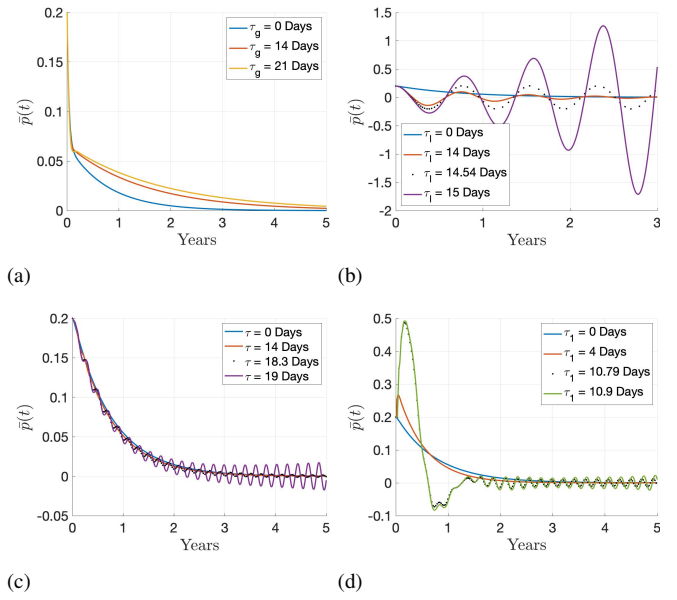 0.2
0.15
0.1
0.05
0
p̄(t)
0 1 2 3 4 5
Years
τg = 0 Days
τg = 14 Days
τg = 21 Days
(a)
1.5
1
0.5
0
-0.5
-1
-1.5
-2
p̄(t)
0 1 2 3
Years
τl = 0 Days
τl = 14 Days
τl = 14.54 Days
τl = 15 Days
(b)
0.2
0.15
0.1
0.05
0
-0.05
p̄(t)
0 1 2 3 4 5
Years
τ = 0 Days
τ = 14 Days
τ = 18.3 Days
τ = 19 Days
(c)
0.5
0.4
0.3
0.2
0.1
0
-0.1
p̄(t)
0 1 2 3 4 5
Years
τ1 = 0 Days
τ1 = 4 Days
τ1 = 10.79 Days
τ1 = 10.9 Days
(d)